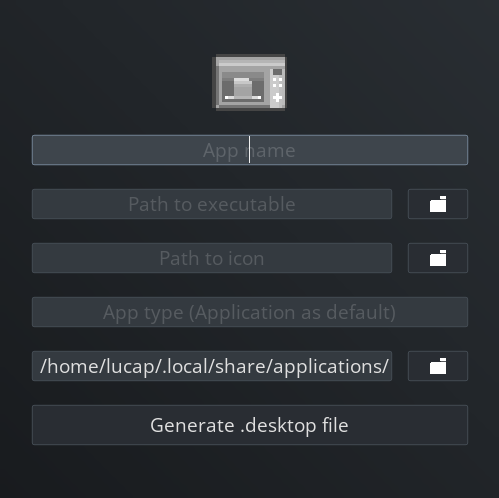 App name
Path to executable
Path to icon
App type (Application as default)
/home/lucap/.local/share/applications/
Generate .desktop file